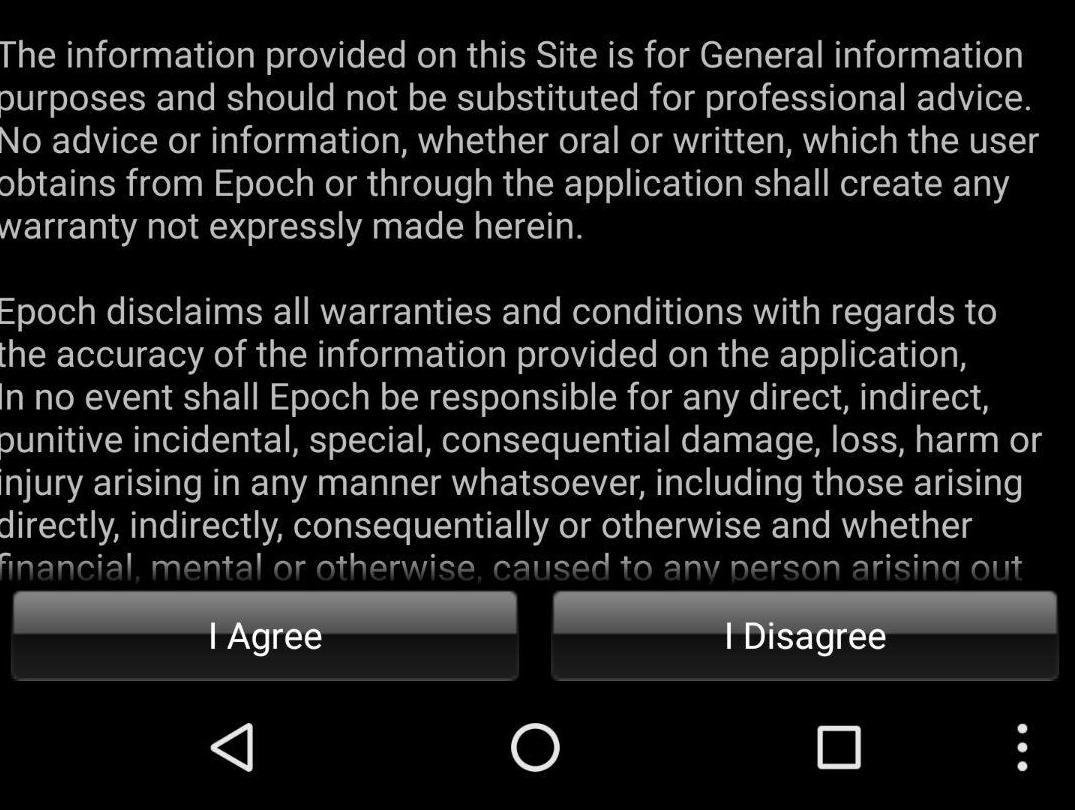 The information provided on this Site is for General information
purposes and should not be substituted for professional advice.
No advice or information, whether oral or written, which the user
obtains from Epoch or through the application shall create any
warranty not expressly made herein.
Epoch disclaims all warranties and conditions with regards to
the accuracy of the information provided on the application,
In no event shall Epoch be responsible for any direct, indirect,
punitive incidental, special, consequential damage, loss, harm or
injury arising in any manner whatsoever, including those arising
directly, indirectly, consequentially or otherwise and whether
financial, mental or otherwise, caused to any person arising out
I Agree
I Disagree